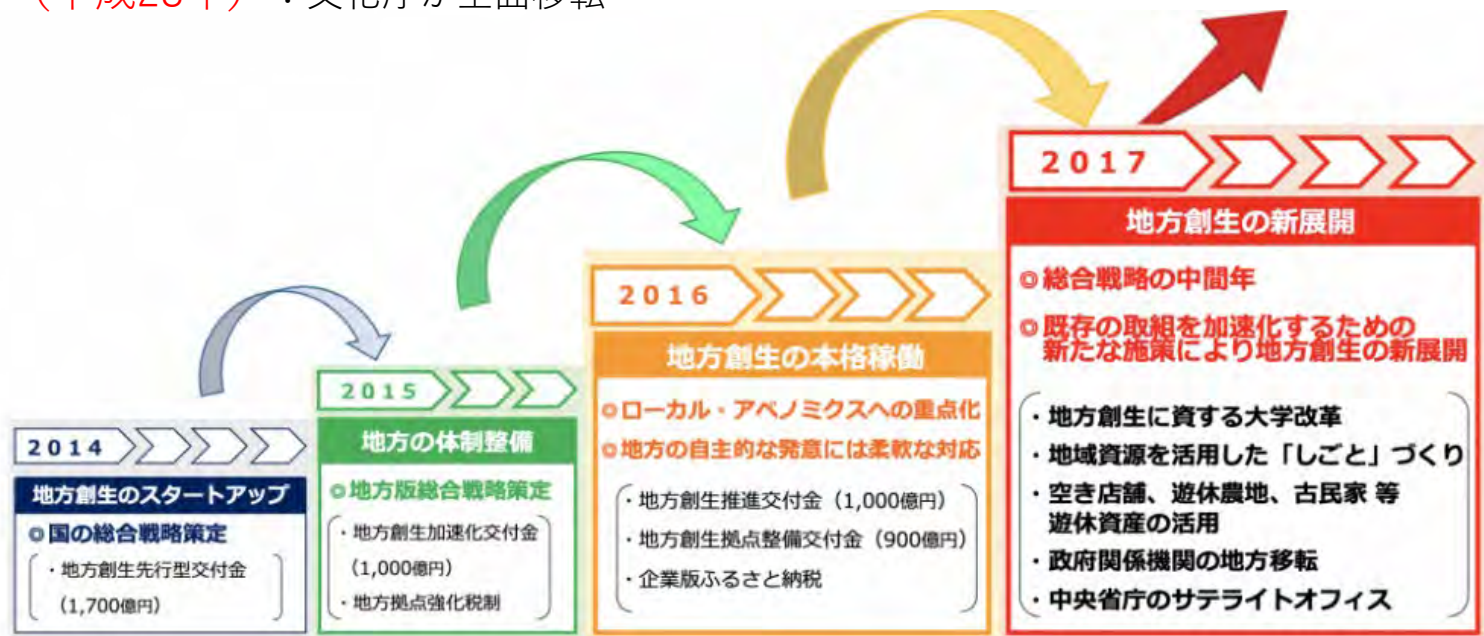 ：文化庁が全面移転
2014
地方創生のスタートアップ
◎国の総合戦略策定
・地方創生先行型交付金
（1,700億円）
2015
地方の体制整備
◎地方版総合戦略策定
・地方創生加速化交付金
（1,000億円）
・地方拠点強化税制
2016
地方創生の本格稼働
◎ローカル・アベノミクスへの重点化
◎地方の自主的な発意には柔軟な対応
・地方創生推進交付金（1,000億円）
・地方創生拠点整備交付金（900億円）
・企業版ふるさと納税
2017
地方創生の新展開
◎総合戦略の中間年
◎既存の取組を加速化するための
新たな施策により地方創生の新展開
・地方創生に資する大学改革
・地域資源を活用した「しごと」づくり
・空き店舗、遊休農地、古民家 等
遊休資産の活用
・政府関係機関の地方移転
・中央省庁のサテライトオフィス